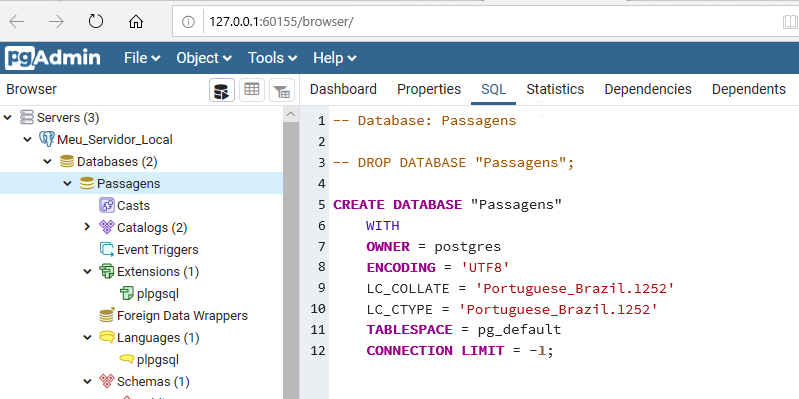 127.0.0.1:60155/browser/
pgAdmin File Object Tools Help
Browser
Dashboard Properties SQL Statistics Dependencies Dependents
Servers (3)
Meu_Servidor_Local
Databases (2)
Passagens
Casts
Catalogs (2)
Event Triggers
Extensions (1)
plpgsql
Foreign Data Wrappers
Languages (1)
plpgsql
Schemas (1)
1 -- Database: Passagens
2
3 -- DROP DATABASE "Passagens";
4
5 CREATE DATABASE "Passagens"
6 WITH
7 OWNER = postgres
8 ENCODING = 'UTF8'
9 LC_COLLATE = 'Portuguese_Brazil.1252'
10 LC_CTYPE = 'Portuguese_Brazil.1252'
11 TABLESPACE = pg_default
12 CONNECTION LIMIT = -1;